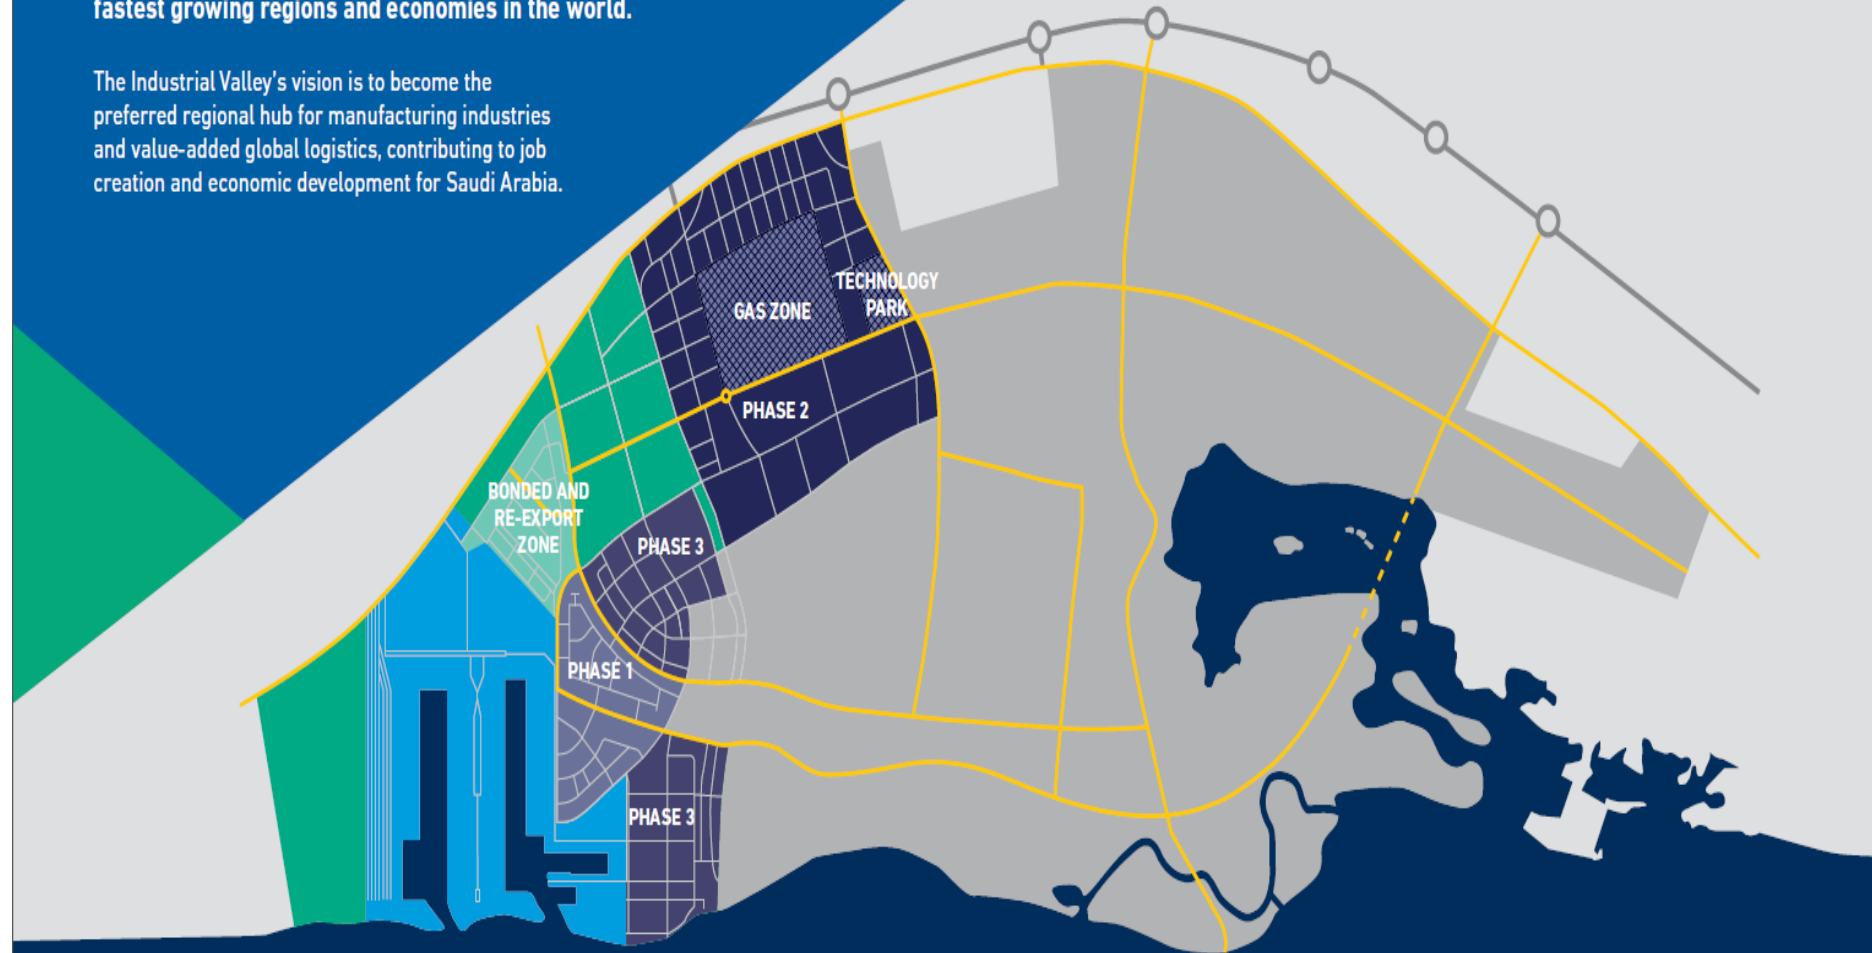 fastest growing regions and economies in the world.
The Industrial Valley's vision is to become the
preferred regional hub for manufacturing industries
and value-added global logistics, contributing to job
creation and economic development for Saudi Arabia.
TECHNOLOGY
PARK
GAS ZONE
PHASE 2
BONDED AND
RE-EXPORT
ZONE
PHASE 3
PHASE 1
PHASE 3